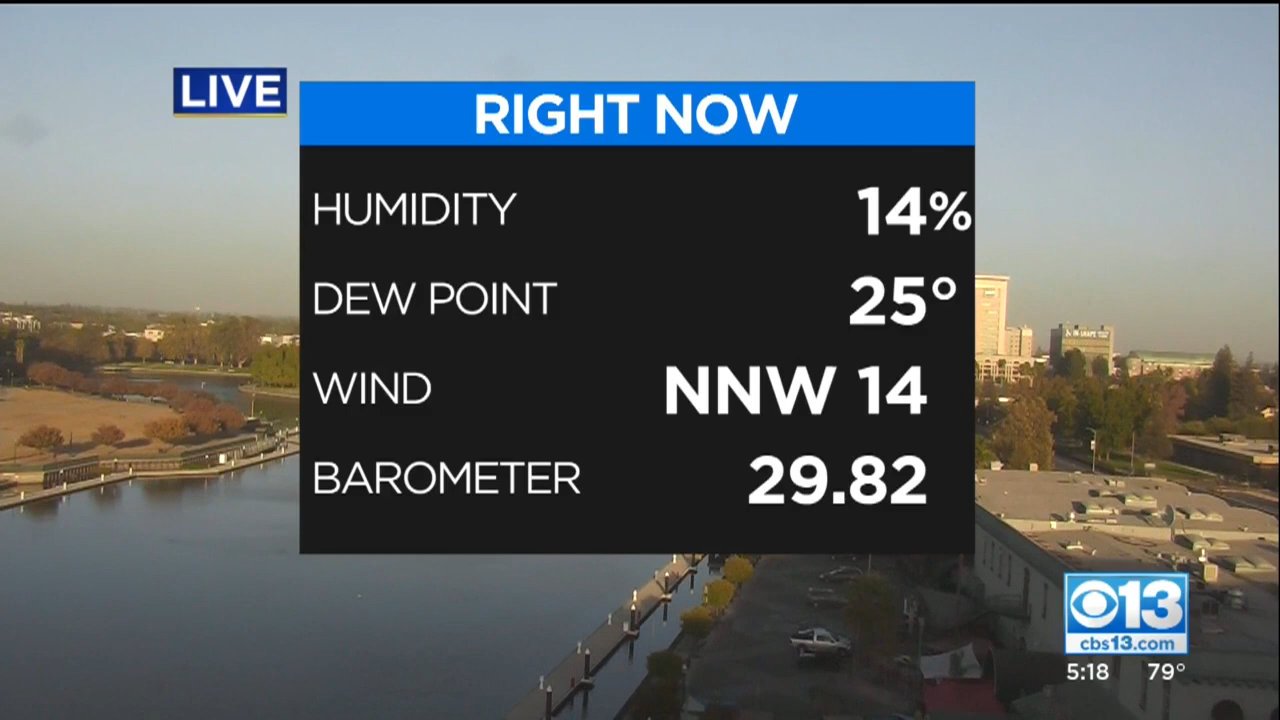 LIVE
RIGHT NOW
HUMIDITY 14%
DEW POINT 25°
WIND NNW 14
BAROMETER 29.82
13
cbs13.com
5:18 79°